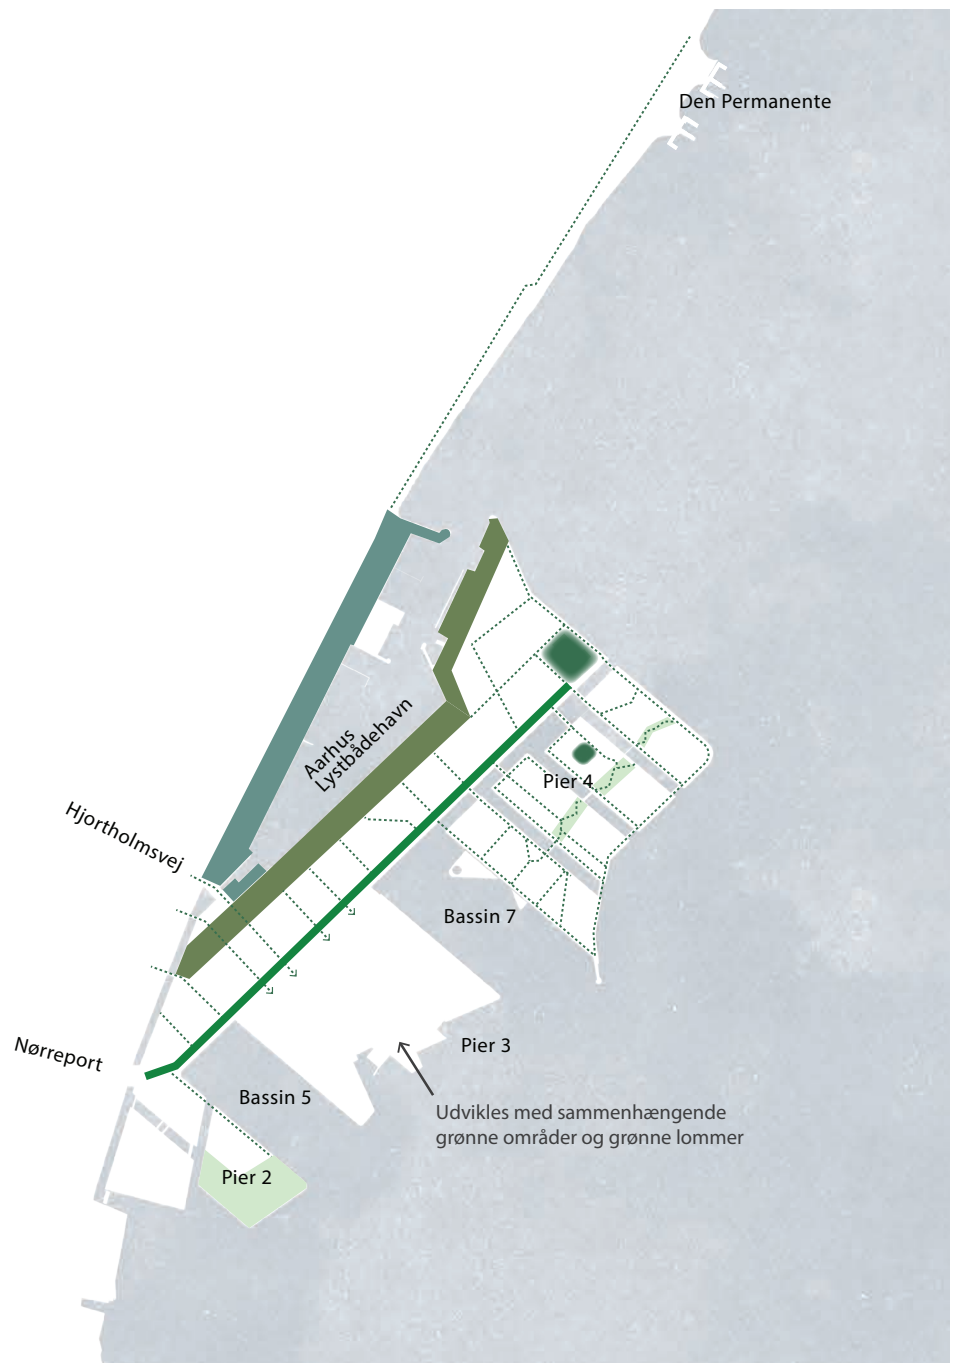 Den Permanente
Aarhus
Lystbådehavn
Hjortholmsvej
Pier 4
Bassin 7
Nørreport
Pier 3
Bassin 5
Udvikles med sammenhængende
grønne områder og grønne lommer
Pier 2